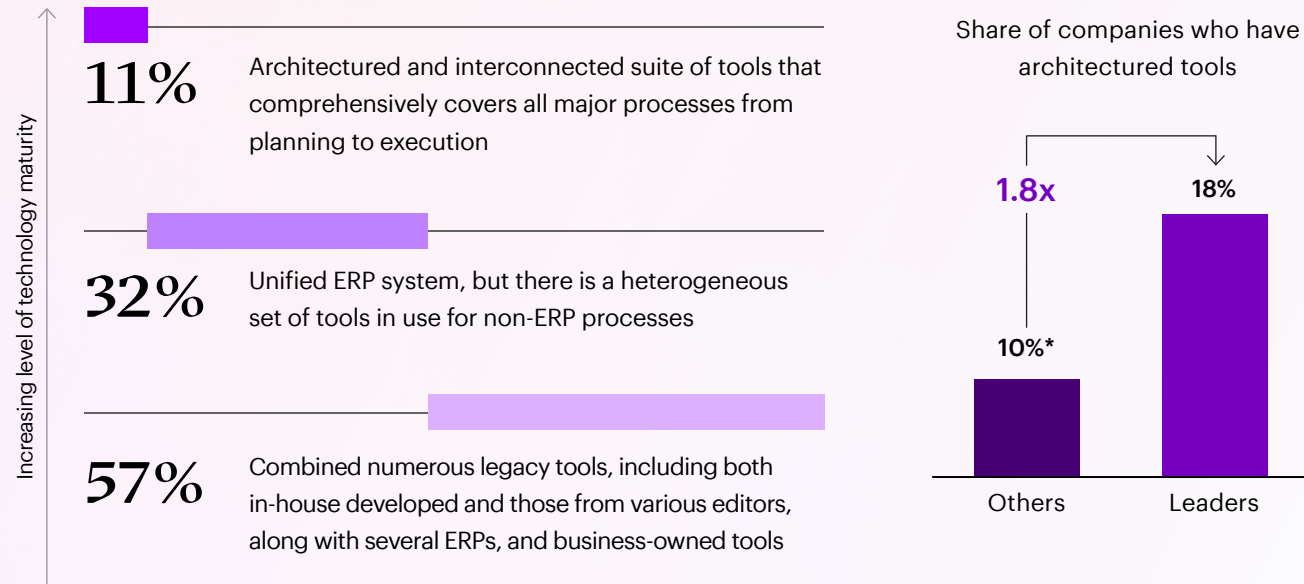 Increasing level of technology maturity
11%
Architectured and interconnected suite of tools that
comprehensively covers all major processes from
planning to execution
32%
Unified ERP system, but there is a heterogeneous
set of tools in use for non-ERP processes
57%
Combined numerous legacy tools, including both
in-house developed and those from various editors,
along with several ERPs, and business-owned tools
Share of companies who have
architectured tools
1.8x
18%
10%*
Others
Leaders